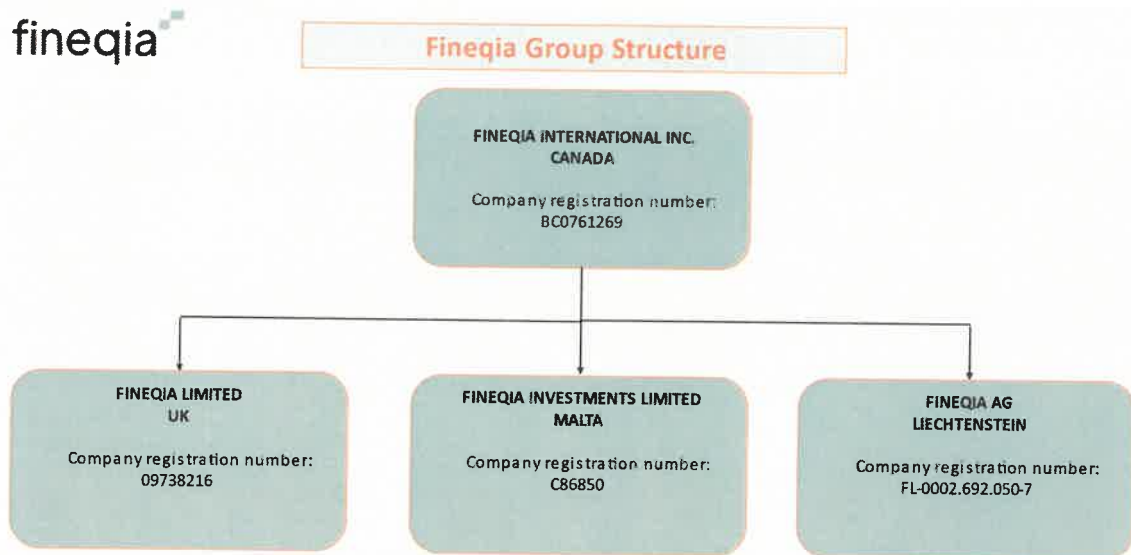 fineqia
Fineqia Group Structure
FINEQIA INTERNATIONAL INC.
CANADA
Company registration number:
BC0761269
FINEQIA LIMITED
UK
Company registration number:
09738216
FINEQIA INVESTMENTS LIMITED
MALTA
Company registration number:
C86850
FINEQIA AG
LIECHTENSTEIN
Company registration number:
FL-0002.692.050-7